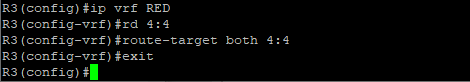 R3(config)#ip vrf RED
R3(config-vrf)#rd 4:4
R3(config-vrf)#route-target both 4:4
R3(config-vrf)#exit
R3(config)#